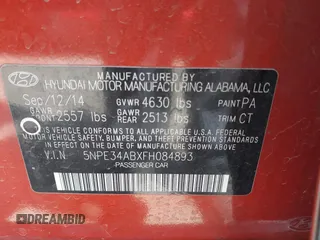 MANUFACTURED BY
HYUNDAI MOTOR MANUFACTURING ALABAMA, LLC
Sep/12/14 GVWR 4630 lbs PAINT PA
GAWR FRONT 2557 lbs GAWR REAR 2513 lbs TRIM CT
THIS VEHICLE CONFORMS TO ALL APPLICABLE U.S. FEDERAL
MOTOR VEHICLE SAFETY, BUMPER, AND THEFT PREVENTION STANDARDS
IN EFFECT ON THE DATE OF MANUFACTURE SHOWN ABOVE.
V.I.N. 5NPE34ABXFH084893
PASSENGER CAR
DREAMBID